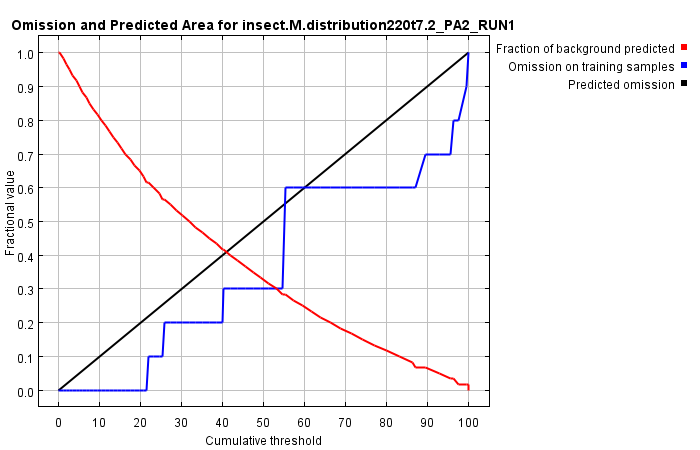 Omission and Predicted Area for insect.M.distribution220t7.2_PA2_RUN1
Fraction of background predicted
Omission on training samples
Predicted omission
Fractional value
1.0
0.9
0.8
0.7
0.6
0.5
0.4
0.3
0.2
0.1
0.0
0 10 20 30 40 50 60 70 80 90 100
Cumulative threshold